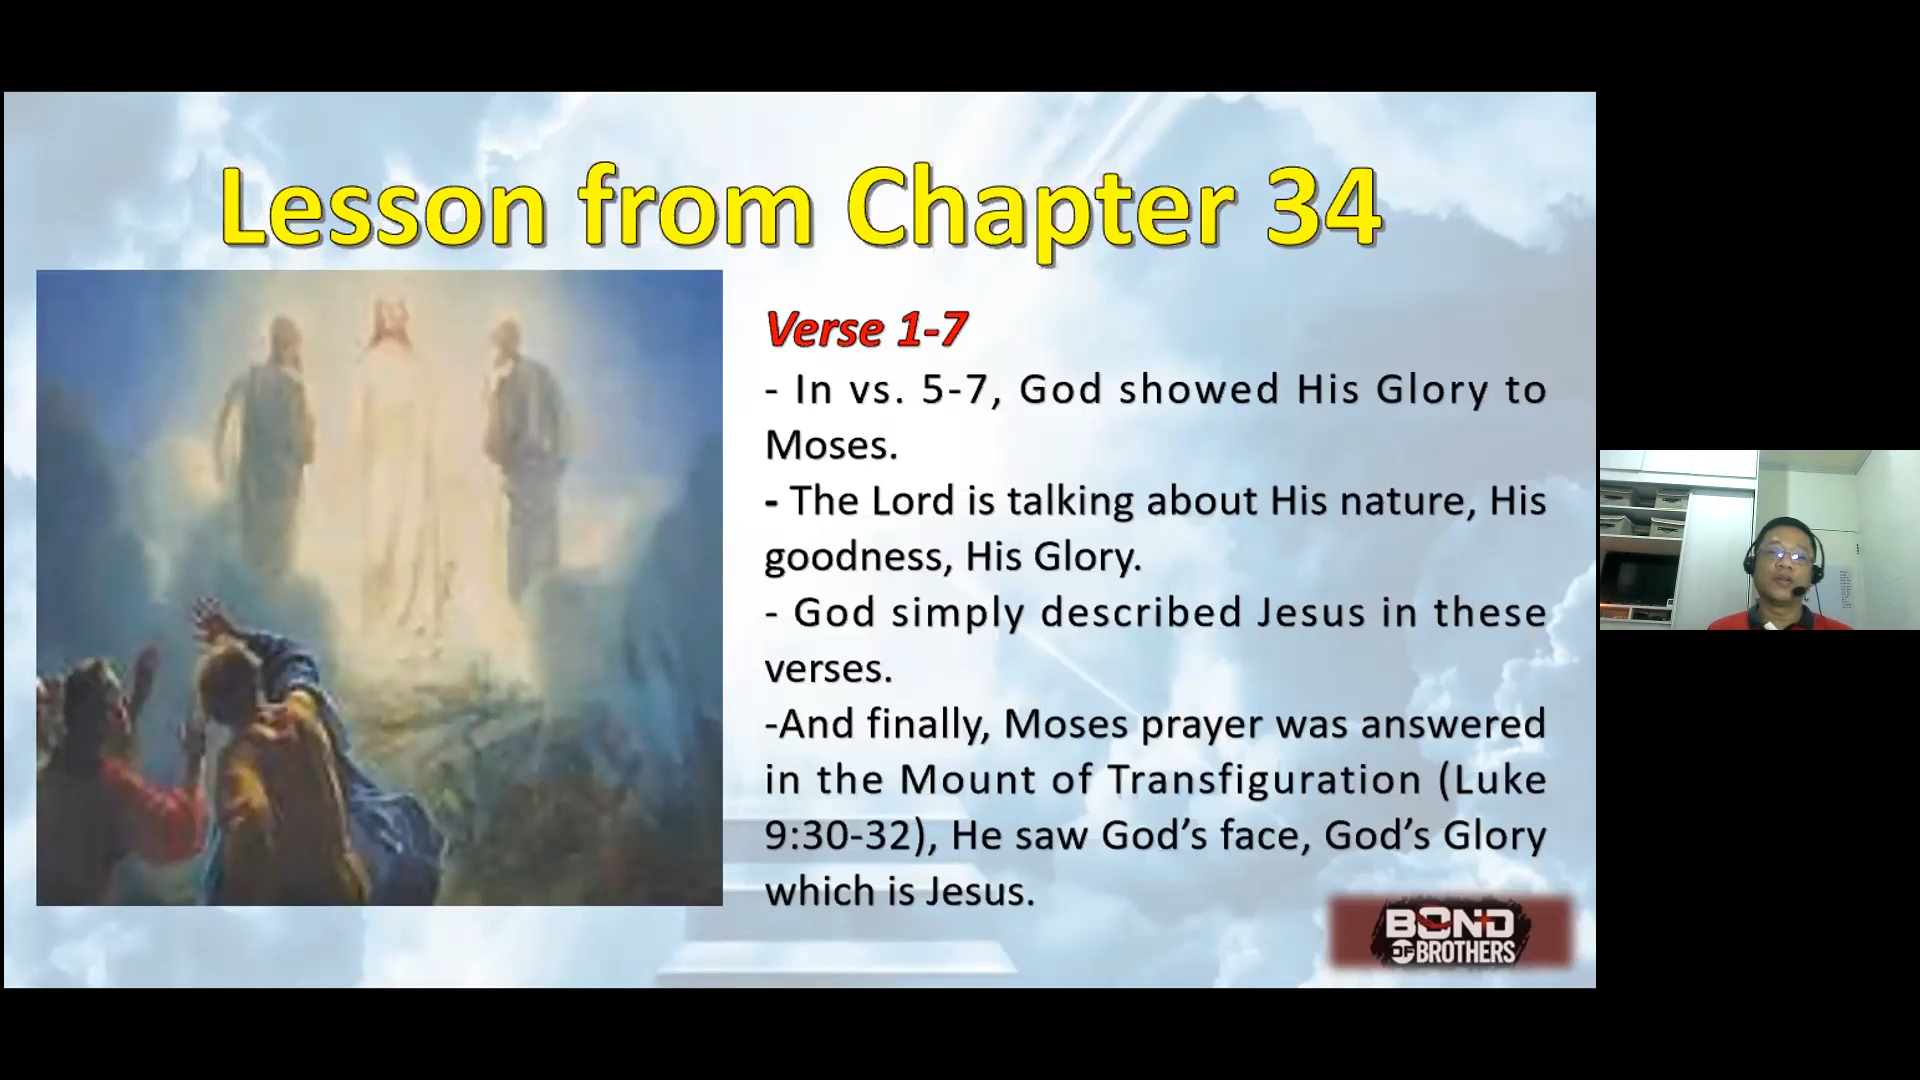 Lesson from Chapter 34
Verse 1-7
- In vs. 5-7, God showed His Glory to
Moses.
- The Lord is talking about His nature, His
goodness, His Glory.
- God simply described Jesus in these
verses.
-And finally, Moses prayer was answered
in the Mount of Transfiguration (Luke
9:30-32), He saw God’s face, God’s Glory
which is Jesus.
BOND
OF BROTHERS